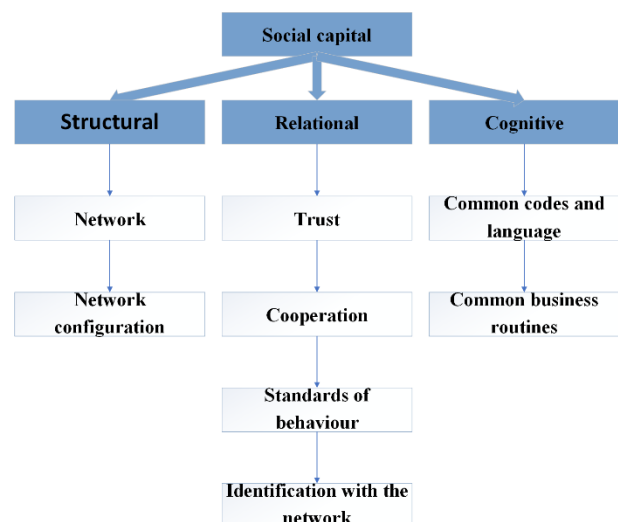 Social capital
Structural
Relational
Cognitive
Network
Trust
Common codes and
language
Network
configuration
Cooperation
Common business
routines
Standards of
behaviour
Identification with the
network